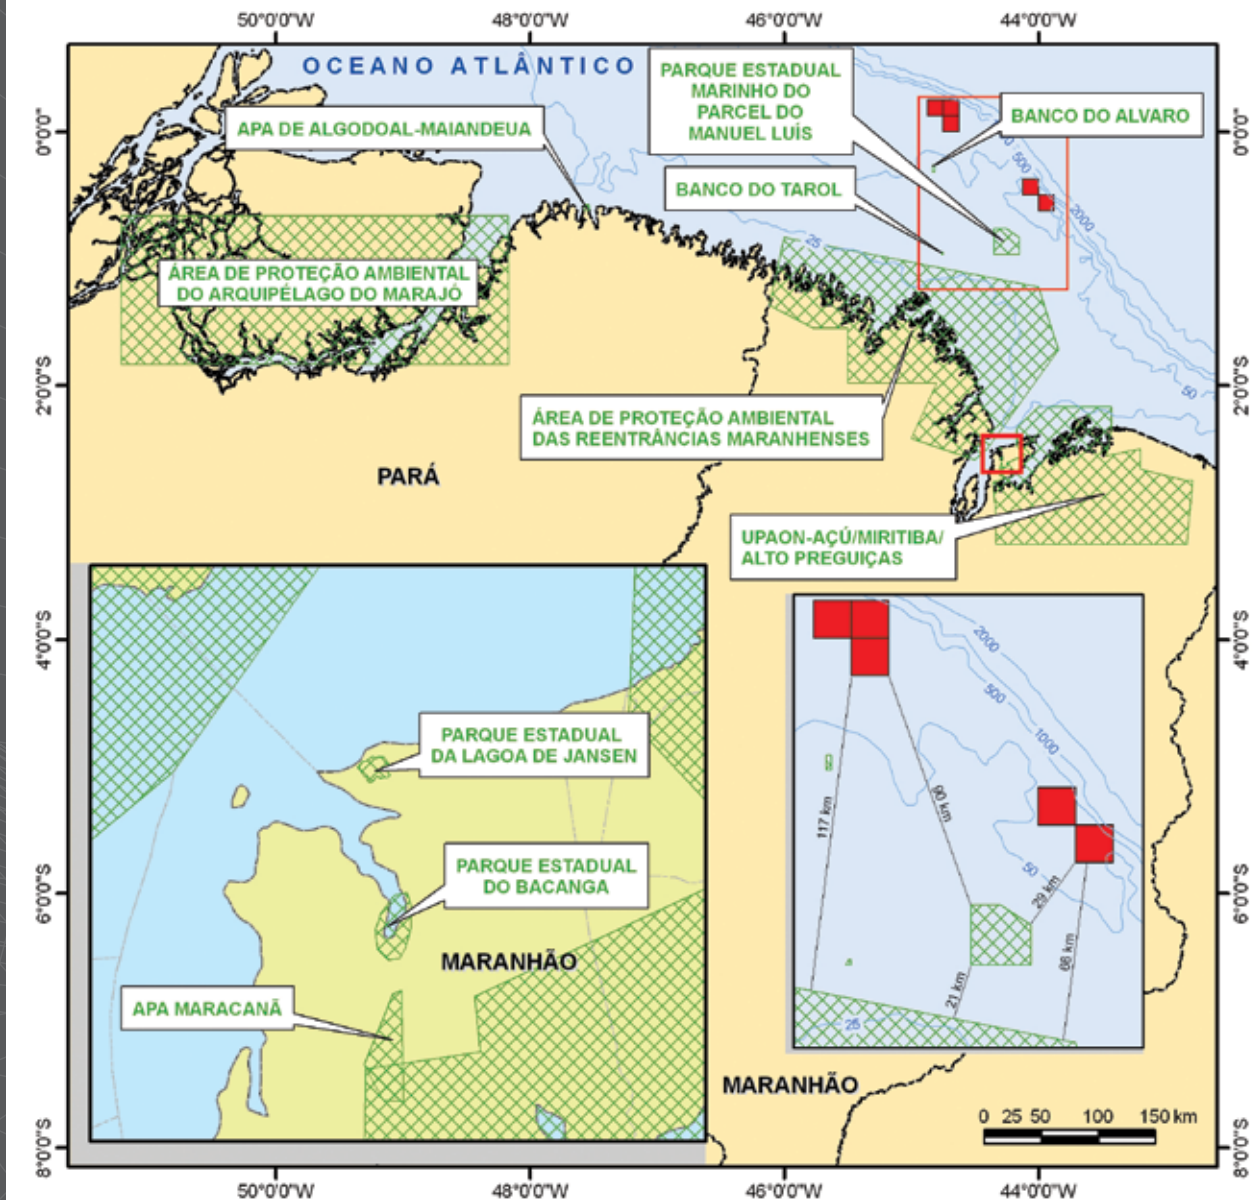 50°0'0"W
48°0'0"W
46°0'0"W
44°0'0"W
OCEANO ATLÂNTICO
PARQUE ESTADUAL
MARINHO DO
PARCEL DO
MANUEL LUÍS
APA DE ALGODOAL-MAIANDEUA
BANCO DO ALVARO
0°0'0"
0°0'0"
500
BANCO DO TAROL
2000
25
ÁREA DE PROTEÇÃO AMBIENTAL
DO ARQUIPÉLAGO DO MARAJÓ
2°0'0"S
2°0'0"S
50
ÁREA DE PROTEÇÃO AMBIENTAL
DAS REENTRÂNCIAS MARANHENSES
PARÁ
UPAON-AÇÚ/MIRITIBA/
ALTO PREGUIÇAS
4°0'0"S
4°0'0"S
2000
500
1000
PARQUE ESTADUAL
DA LAGOA DE JANSEN
117 km
90 km
PARQUE ESTADUAL
DO BACANGA
50
29 km
6°0'0"S
6°0'0"S
MARANHÃO
66 km
21 km
APA MARACANÃ
25
MARANHÃO
0 25 50 100 150 km
8°0'0"S
8°0'0"S
50°0'0"W
48°0'0"W
46°0'0"W
44°0'0"W